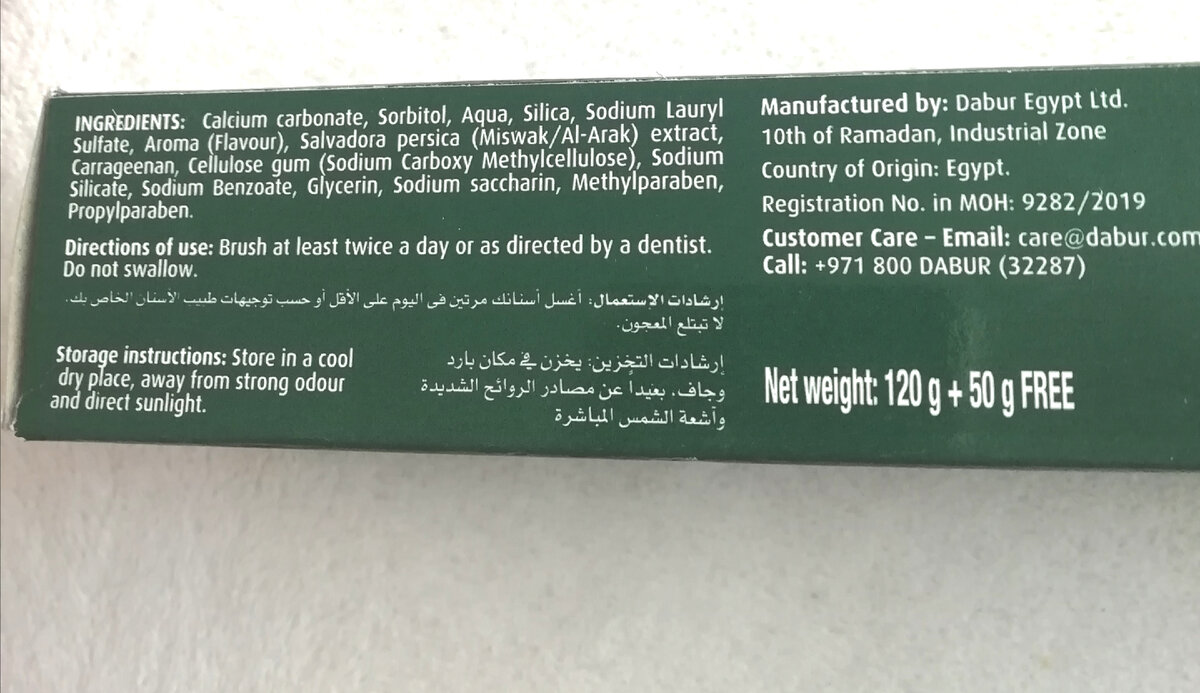 INGREDIENTS: Calcium carbonate, Sorbitol, Aqua, Silica, Sodium Lauryl
Sulfate, Aroma (Flavour), Salvadora persica (Miswak/Al-Arak) extract,
Carrageenan, Cellulose gum (Sodium Carboxy Methylcellulose), Sodium
Silicate, Sodium Benzoate, Glycerin, Sodium saccharin, Methylparaben,
Propylparaben.
Directions of use: Brush at least twice a day or as directed by a dentist.
Do not swallow.
إرشادات الإستعمال: أغسل أسنانك مرتين فى اليوم على الأقل أو حسب توجيهات طبيب الأسنان الخاص بك.
لا تبتلع المعجون.
Storage instructions: Store in a cool
dry place, away from strong odour
and direct sunlight.
إرشادات التخزين: يخزن في مكان بارد
وجاف، بعيداً عن مصادر الروائح الشديدة
وأشعة الشمس المباشرة
Manufactured by: Dabur Egypt Ltd.
10th of Ramadan, Industrial Zone
Country of Origin: Egypt.
Registration No. in MOH: 9282/2019
Customer Care – Email: care@dabur.com
Call: +971 800 DABUR (32287)
Net weight: 120 g + 50 g FREE